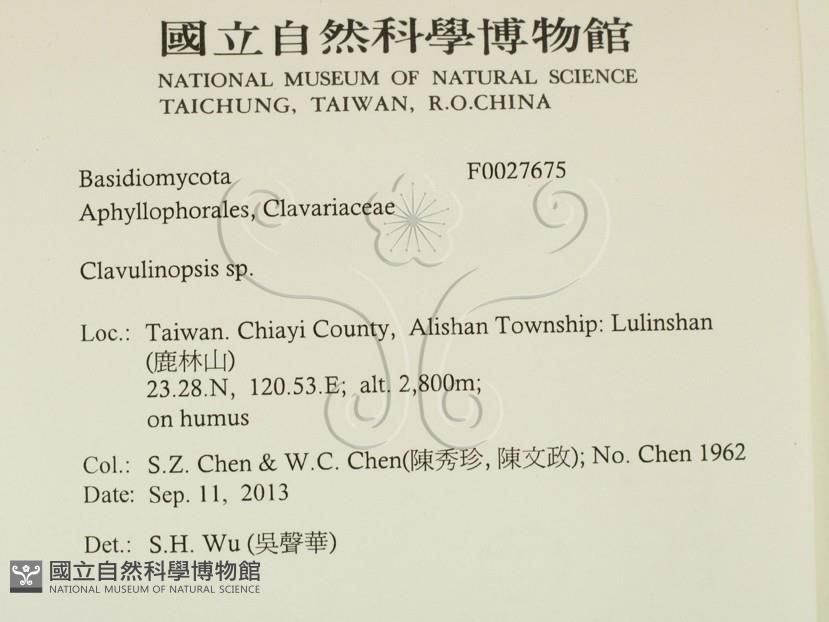 國立自然科學博物館
NATIONAL MUSEUM OF NATURAL SCIENCE
TAICHUNG, TAIWAN, R.O.CHINA
Basidiomycota F0027675
Aphyllophorales, Clavariaceae
Clavulinopsis sp.
Loc.: Taiwan. Chiayi County, Alishan Township: Lulinshan
(鹿林山)
23.28.N, 120.53.E; alt. 2,800m;
on humus
Col.: S.Z. Chen & W.C. Chen(陳秀珍, 陳文政); No. Chen 1962
Date: Sep. 11, 2013
Det.: S.H. Wu (吳聲華)
國立自然科學博物館
NATIONAL MUSEUM OF NATURAL SCIENCE